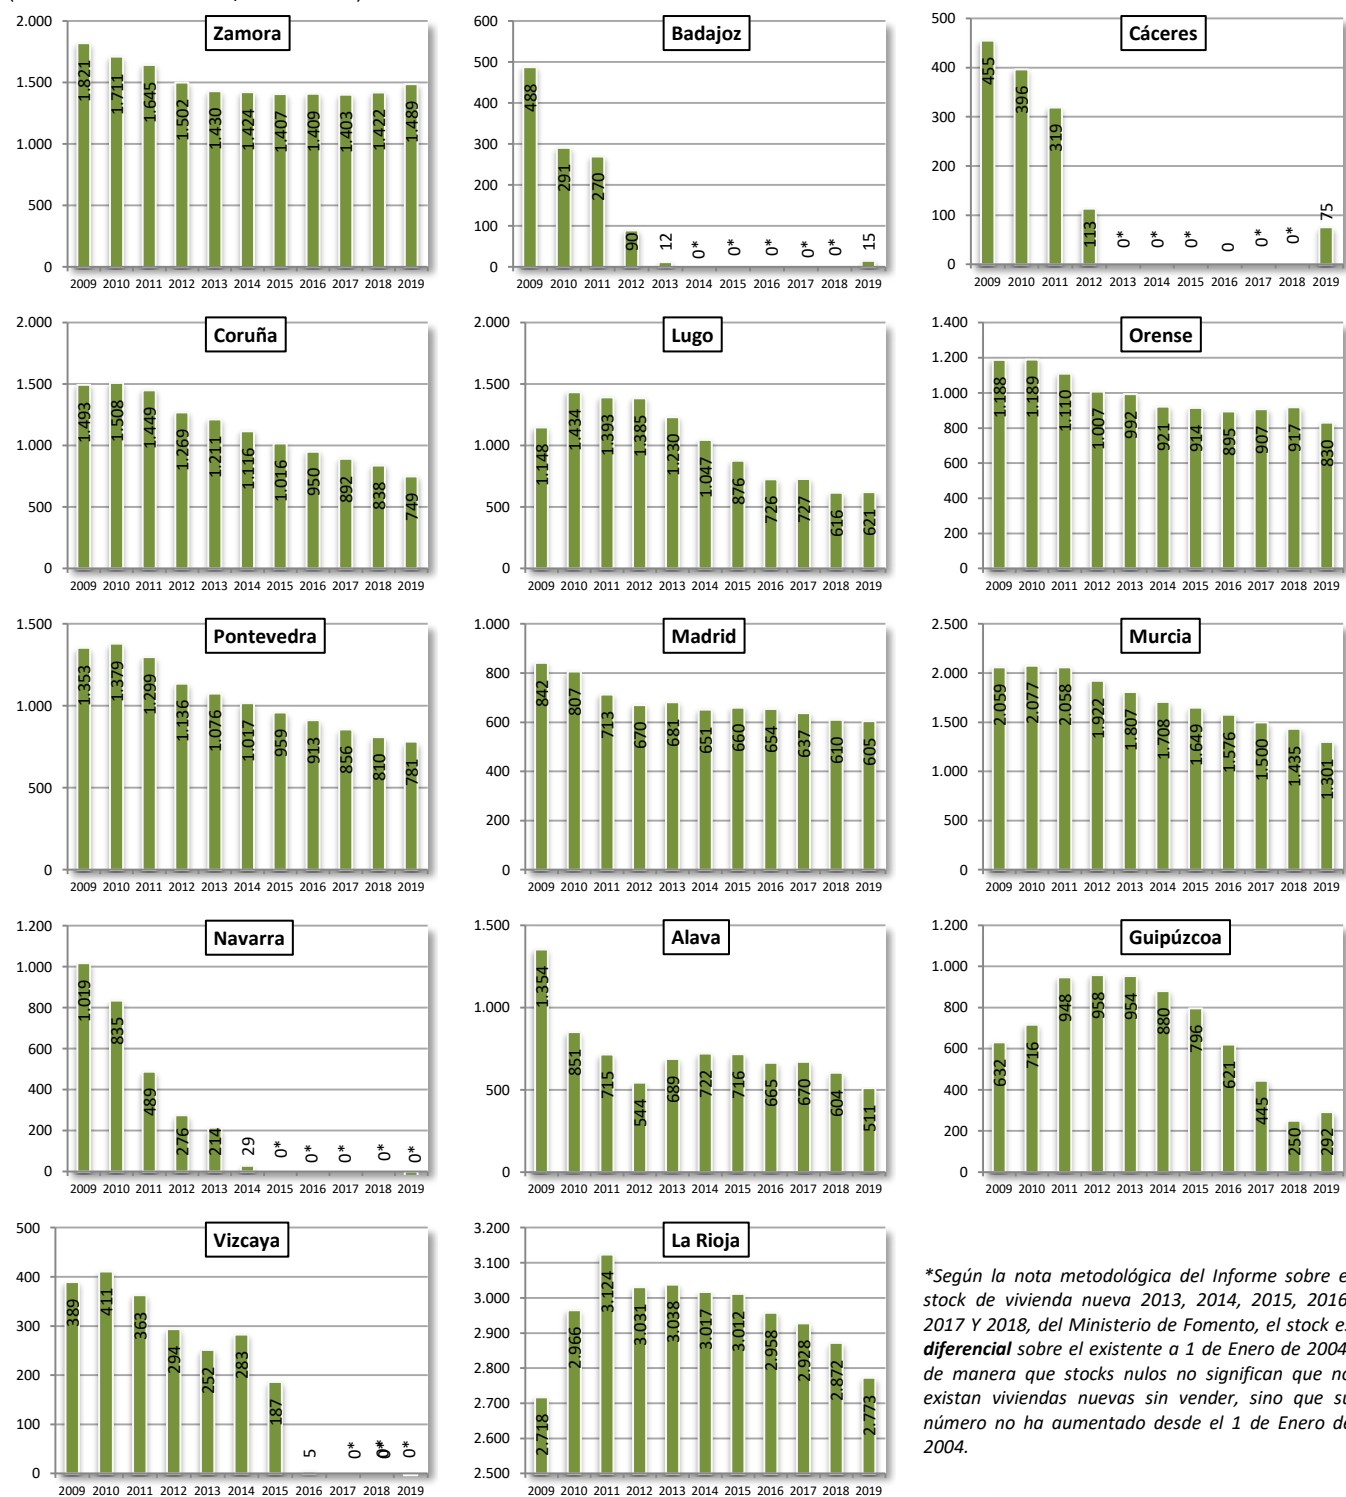 Zamora
2.000
1.500
1.000
500
0
1.821 1.711 1.645 1.502 1.430 1.424 1.407 1.409 1.403 1.422 1.489
2009 2010 2011 2012 2013 2014 2015 2016 2017 2018 2019
Badajoz
600
500
400
300
200
100
0
488 291 270 90 12 0* 0* 0* 0* 0* 15
2009 2010 2011 2012 2013 2014 2015 2016 2017 2018 2019
Cáceres
500
400
300
200
100
0
455 396 319 113 0* 0* 0* 0 0* 0* 75
2009 2010 2011 2012 2013 2014 2015 2016 2017 2018 2019
Coruña
2.000
1.500
1.000
500
0
1.493 1.508 1.449 1.269 1.211 1.116 1.016 950 892 838 749
2009 2010 2011 2012 2013 2014 2015 2016 2017 2018 2019
Lugo
2.000
1.500
1.000
500
0
1.148 1.434 1.393 1.385 1.230 1.047 876 726 727 616 621
2009 2010 2011 2012 2013 2014 2015 2016 2017 2018 2019
Orense
1.400
1.200
1.000
800
600
400
200
0
1.188 1.189 1.110 1.007 992 921 914 895 907 917 830
2009 2010 2011 2012 2013 2014 2015 2016 2017 2018 2019
Pontevedra
1.500
1.000
500
0
1.353 1.379 1.299 1.136 1.076 1.017 959 913 856 810 781
2009 2010 2011 2012 2013 2014 2015 2016 2017 2018 2019
Madrid
1.000
800
600
400
200
0
842 807 713 670 681 651 660 654 637 610 605
2009 2010 2011 2012 2013 2014 2015 2016 2017 2018 2019
Murcia
2.500
2.000
1.500
1.000
500
0
2.059 2.077 2.058 1.922 1.807 1.708 1.649 1.576 1.500 1.435 1.301
2009 2010 2011 2012 2013 2014 2015 2016 2017 2018 2019
Navarra
1.200
1.000
800
600
400
200
0
1.019 835 489 276 214 29 0* 0* 0* 0* 0*
2009 2010 2011 2012 2013 2014 2015 2016 2017 2018 2019
Alava
1.500
1.000
500
0
1.354 851 715 544 689 722 716 665 670 604 511
2009 2010 2011 2012 2013 2014 2015 2016 2017 2018 2019
Guipúzcoa
1.200
1.000
800
600
400
200
0
632 716 948 958 954 880 796 621 445 250 292
2009 2010 2011 2012 2013 2014 2015 2016 2017 2018 2019
Vizcaya
500
400
300
200
100
0
389 411 363 294 252 283 187 5 0* 0* 0*
2009 2010 2011 2012 2013 2014 2015 2016 2017 2018 2019
La Rioja
3.200
3.100
3.000
2.900
2.800
2.700
2.600
2.500
2.718 2.966 3.124 3.031 3.038 3.017 3.012 2.958 2.928 2.872 2.773
2009 2010 2011 2012 2013 2014 2015 2016 2017 2018 2019
*Según la nota metodológica del Informe sobre e
stock de vivienda nueva 2013, 2014, 2015, 2016
2017 Y 2018, del Ministerio de Fomento, el stock e
diferencial sobre el existente a 1 de Enero de 2004
de manera que stocks nulos no significan que no
existan viviendas nuevas sin vender, sino que su
número no ha aumentado desde el 1 de Enero de
2004.